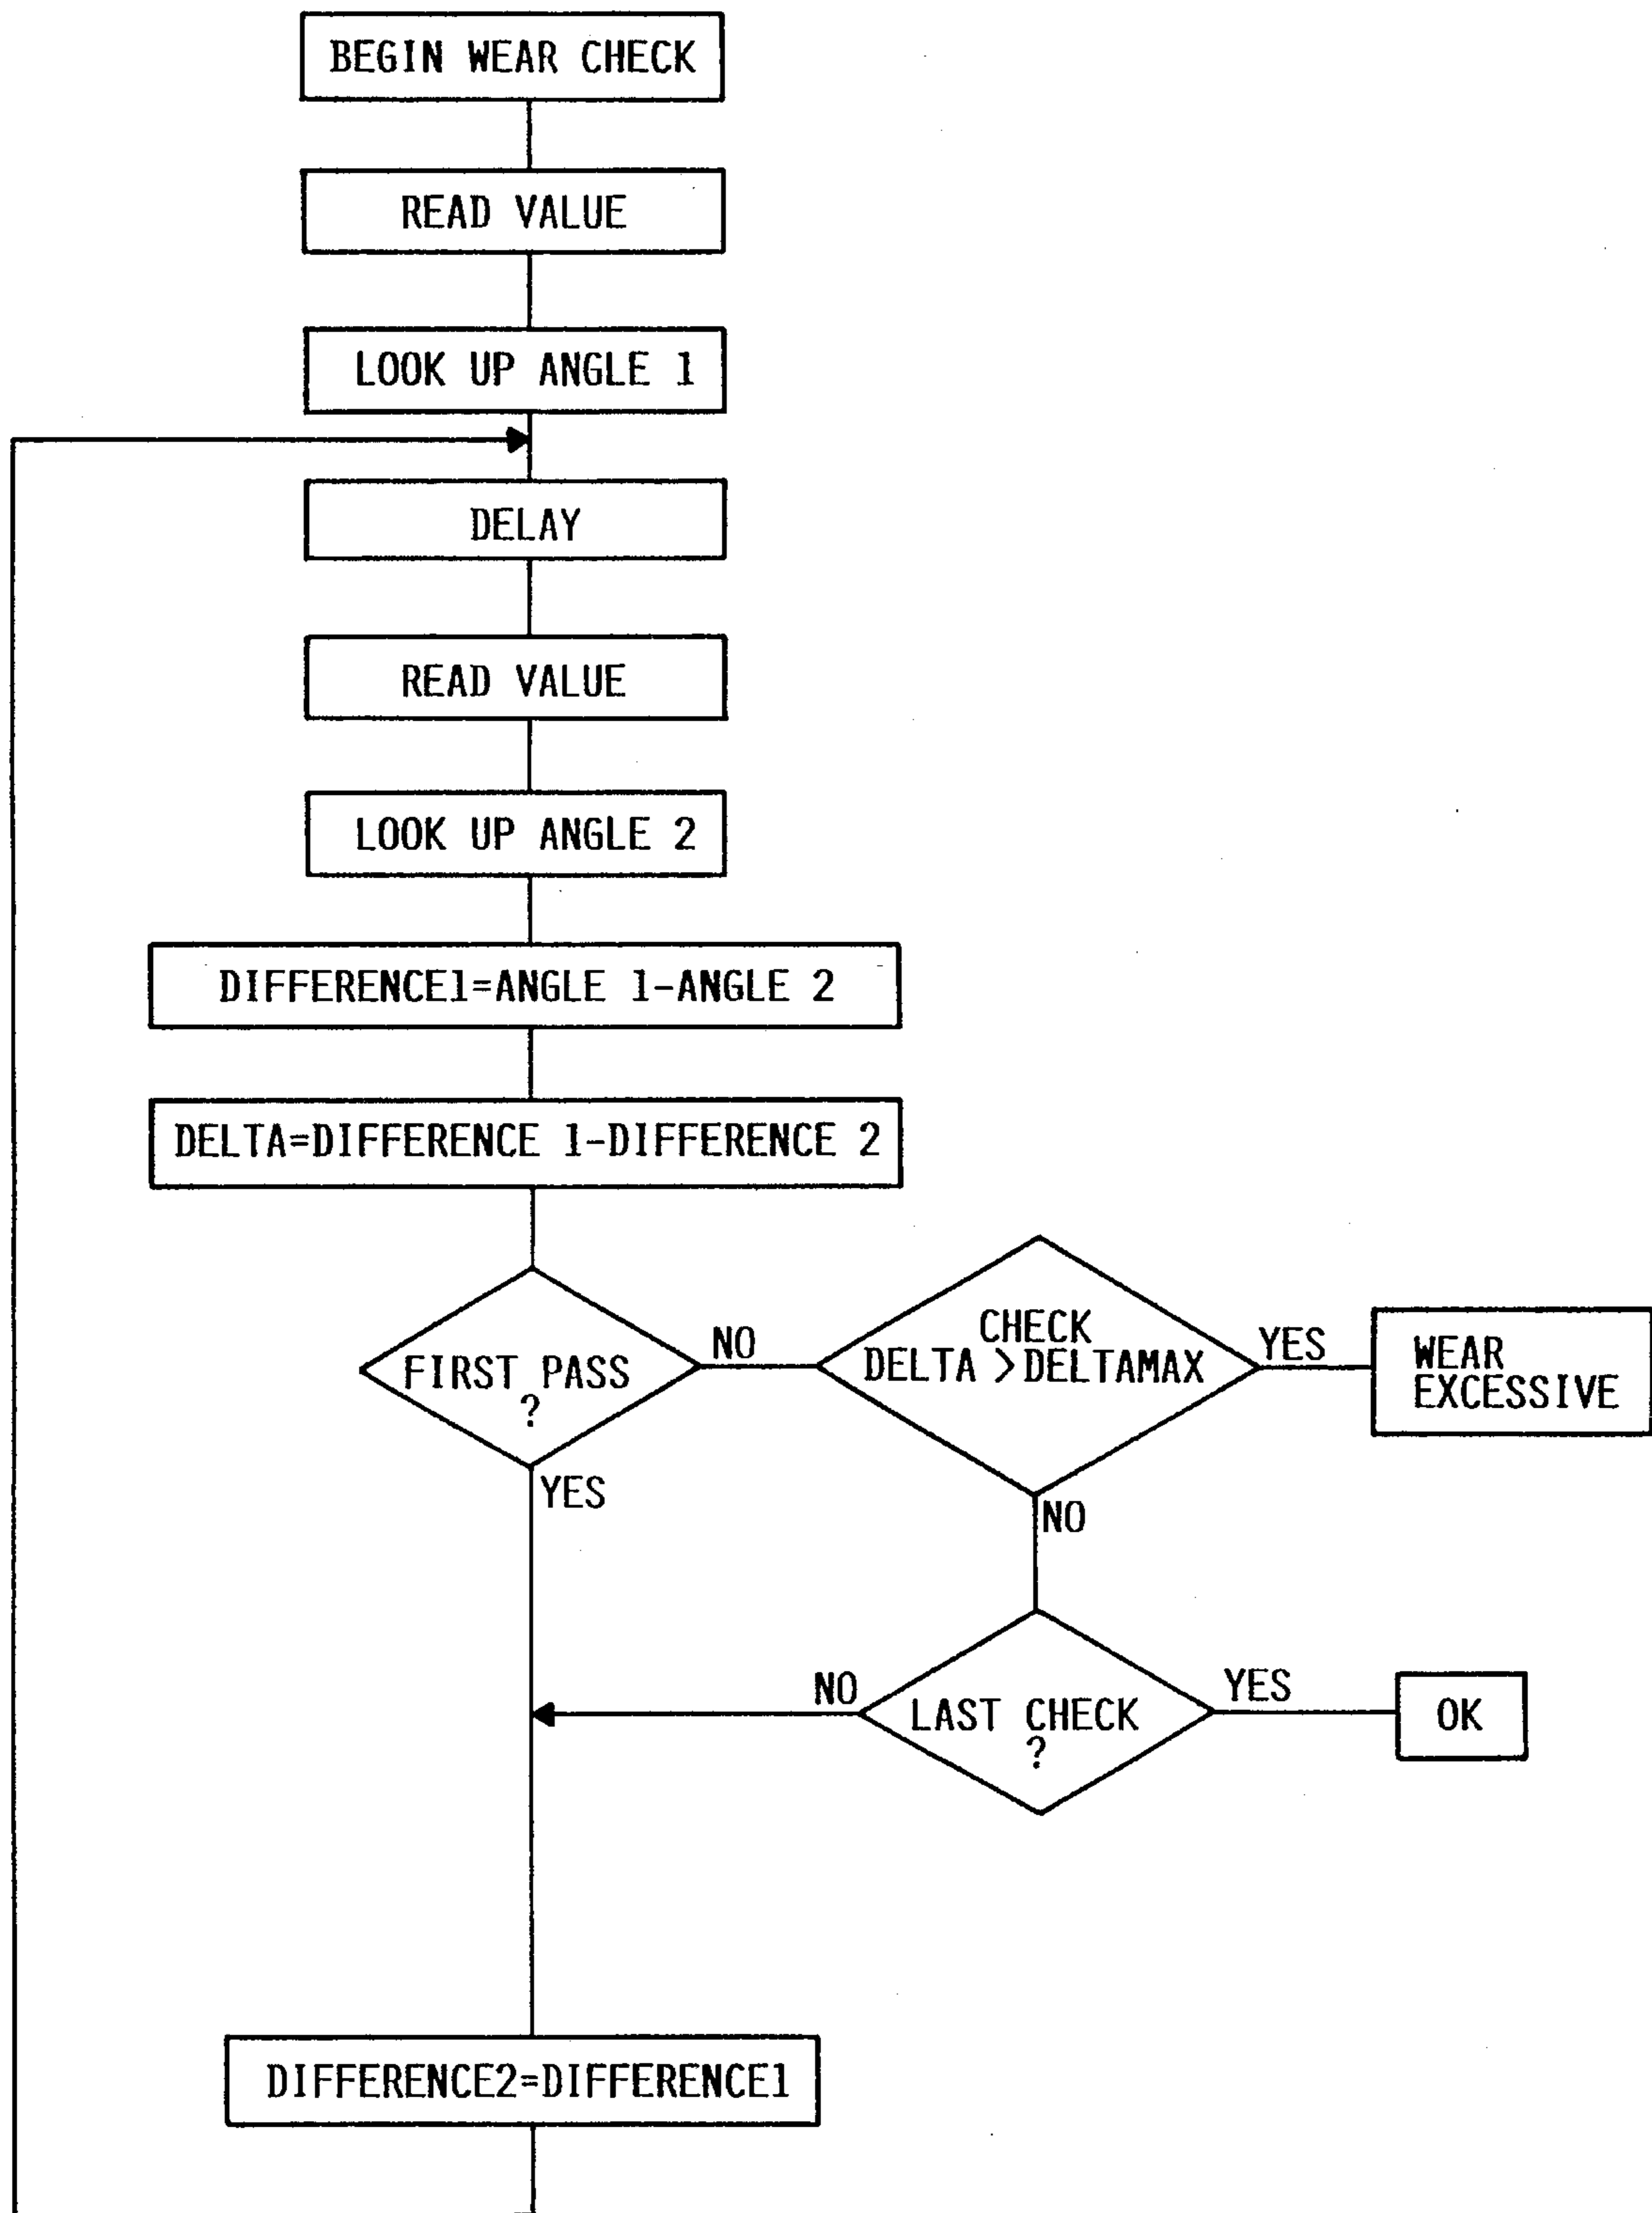 BEGIN WEAR CHECK
READ VALUE
LOOK UP ANGLE 1
DELAY
READ VALUE
LOOK UP ANGLE 2
DIFFERENCE1=ANGLE 1-ANGLE 2
DELTA=DIFFERENCE 1-DIFFERENCE 2
FIRST PASS
?
NO
YES
CHECK
DELTA >DELTAMAX
YES
WEAR
EXCESSIVE
NO
LAST CHECK
?
NO
YES
OK
DIFFERENCE2=DIFFERENCE1